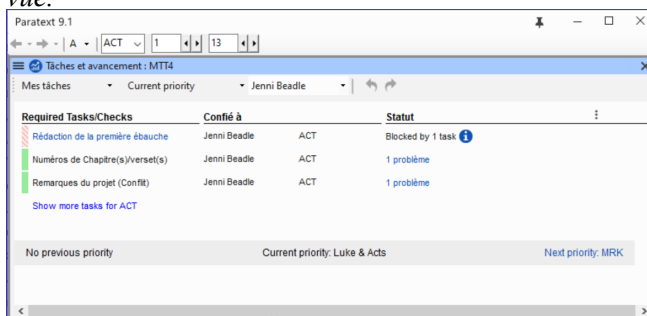 vue.
Paratext 9.1
A ACT 1 13
Tâches et avancement : MTT4
Mes tâches Current priority Jenni Beadle
Required Tasks/Checks Confié à Statut
Rédaction de la première ébauche Jenni Beadle ACT Blocked by 1 task
Numéros de Chapitre(s)/verset(s) Jenni Beadle ACT 1 problème
Remarques du projet (Conflit) Jenni Beadle ACT 1 problème
Show more tasks for ACT
No previous priority Current priority: Luke & Acts Next priority: MRK